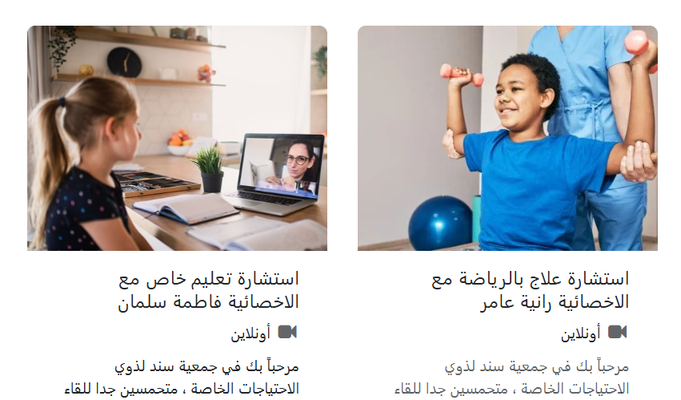 استشارة علاج بالرياضة مع
الاخصائية رانية عامر
أونلاين
مرحباً بك في جمعية سند لذوي
الاحتياجات الخاصة ، متحمسين جدا للقاء
استشارة تعليم خاص مع
الاخصائية فاطمة سلمان
أونلاين
مرحباً بك في جمعية سند لذوي
الاحتياجات الخاصة ، متحمسين جدا للقاء